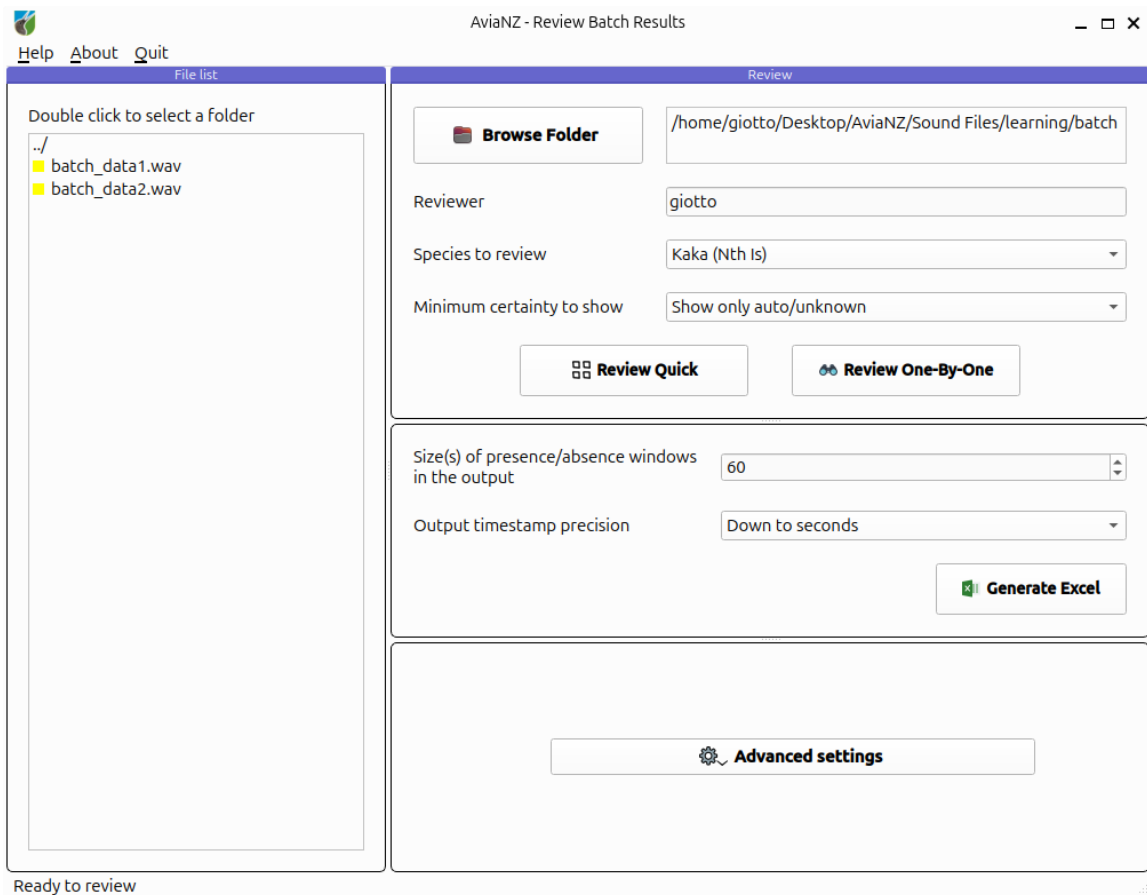 AviaNZ - Review Batch Results
Help About Quit
File list
Double click to select a folder
../
batch_data1.wav
batch_data2.wav
Review
Browse Folder
/home/giotto/Desktop/AviaNZ/Sound Files/learning/batch
Reviewer
giotto
Species to review
Kaka (Nth Is)
Minimum certainty to show
Show only auto/unknown
Review Quick
Review One-By-One
Size(s) of presence/absence windows
in the output
60
Output timestamp precision
Down to seconds
Generate Excel
Advanced settings
Ready to review